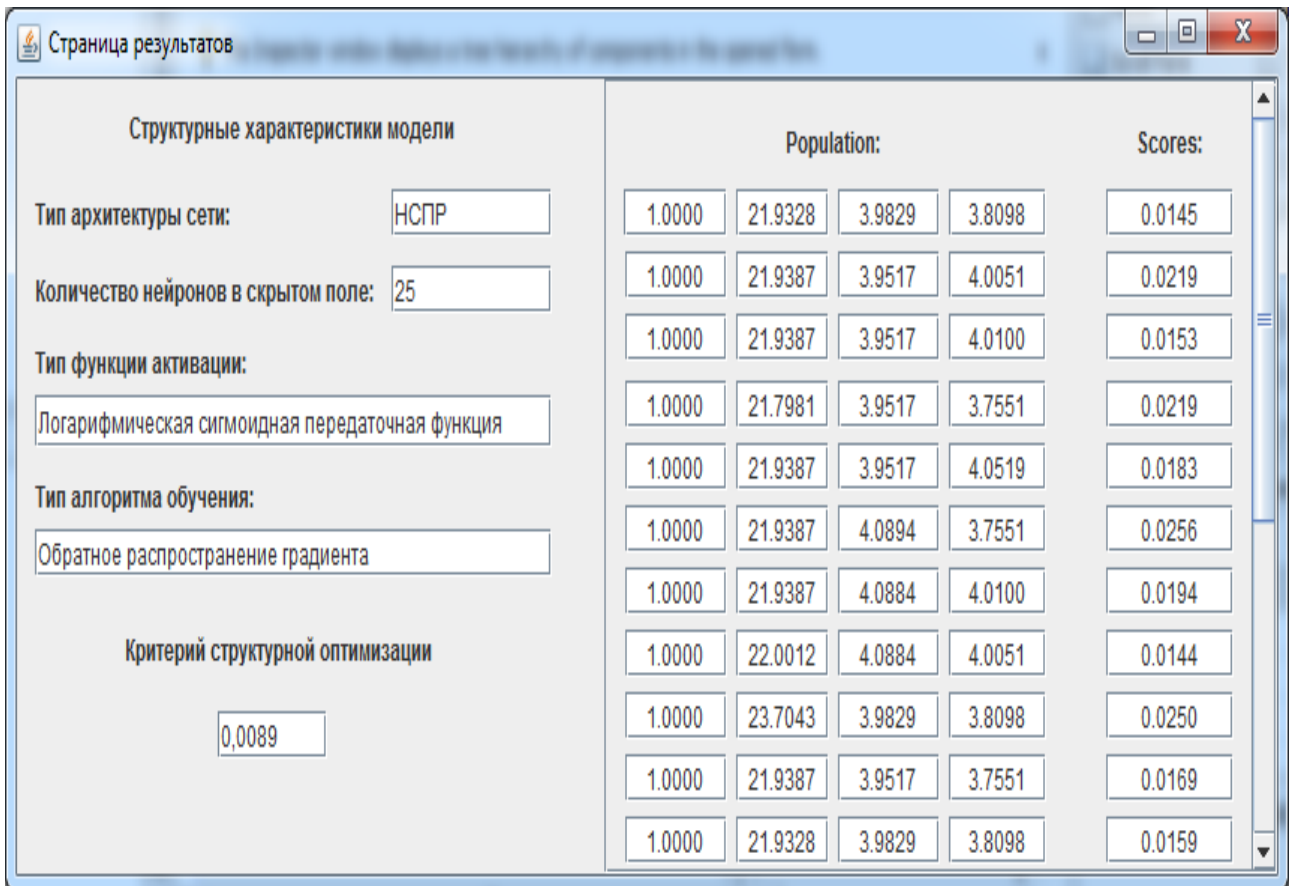 Страница результатов
Структурные характеристики модели
Тип архитектуры сети: НСПР
Количество нейронов в скрытом поле: 25
Тип функции активации:
Логарифмическая сигмоидная передаточная функция
Тип алгоритма обучения:
Обратное распространение градиента
Критерий структурной оптимизации
0,0089
Population: Scores:
1.0000 21.9328 3.9829 3.8098 0.0145
1.0000 21.9387 3.9517 4.0051 0.0219
1.0000 21.9387 3.9517 4.0100 0.0153
1.0000 21.7981 3.9517 3.7551 0.0219
1.0000 21.9387 3.9517 4.0519 0.0183
1.0000 21.9387 4.0894 3.7551 0.0256
1.0000 21.9387 4.0884 4.0100 0.0194
1.0000 22.0012 4.0884 4.0051 0.0144
1.0000 23.7043 3.9829 3.8098 0.0250
1.0000 21.9387 3.9517 3.7551 0.0169
1.0000 21.9328 3.9829 3.8098 0.0159